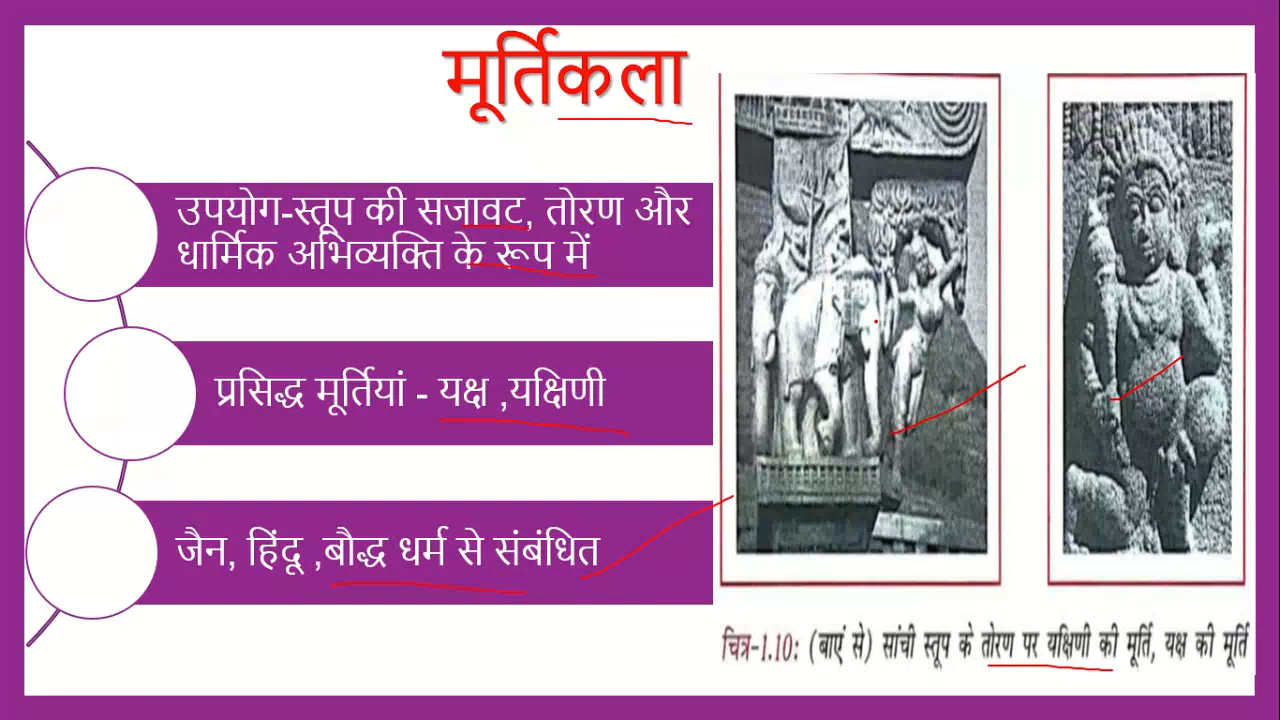 मूर्तिकला
उपयोग-स्तूप की सजावट, तोरण और
धार्मिक अभिव्यक्ति के रूप में
प्रसिद्ध मूर्तियां - यक्ष ,यक्षिणी
जैन, हिंदू ,बौद्ध धर्म से संबंधित
चित्र-1.10: (बाएं से) सांची स्तूप के तोरण पर यक्षिणी की मूर्ति, यक्ष की मूर्ति